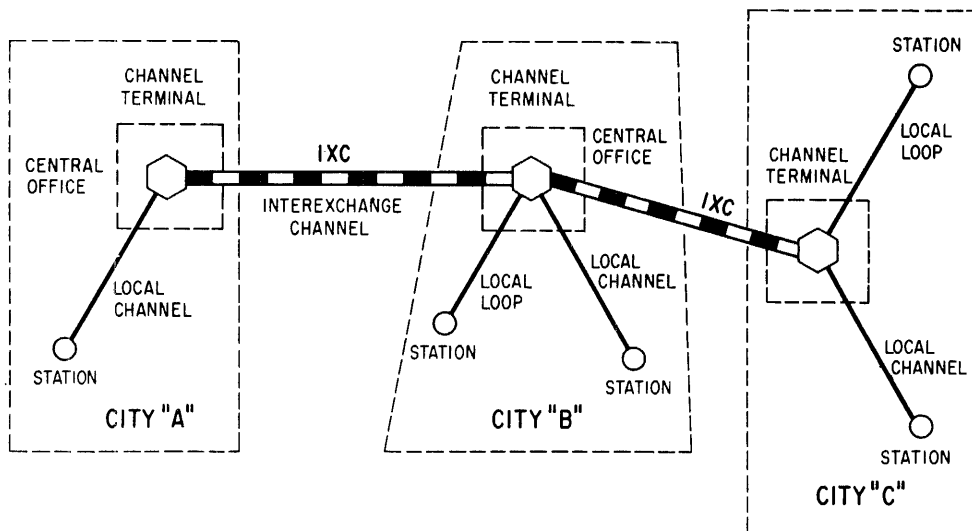 CHANNEL
TERMINAL
CENTRAL
OFFICE
LOCAL
CHANNEL
STATION
CITY "A"
IXC
INTEREXCHANGE
CHANNEL
CHANNEL
TERMINAL
CENTRAL
OFFICE
LOCAL
LOOP
LOCAL
CHANNEL
STATION
STATION
CITY "B"
IXC
STATION
LOCAL
LOOP
CHANNEL
TERMINAL
LOCAL
CHANNEL
STATION
CITY "C"